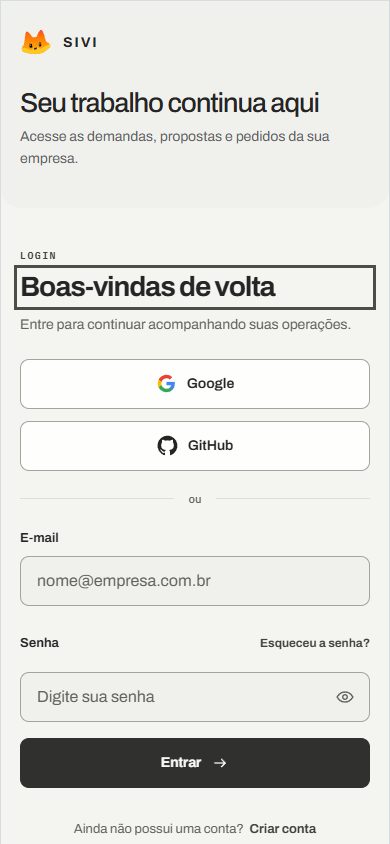 SIVI
Seu trabalho continua aqui
Acesse as demandas, propostas e pedidos da sua
empresa.
LOGIN
Boas-vindas de volta
Entre para continuar acompanhando suas operações.
Google
GitHub
ou
E-mail
nome@empresa.com.br
Senha
Esqueceu a senha?
Digite sua senha
Entrar →
Ainda não possui uma conta? Criar conta